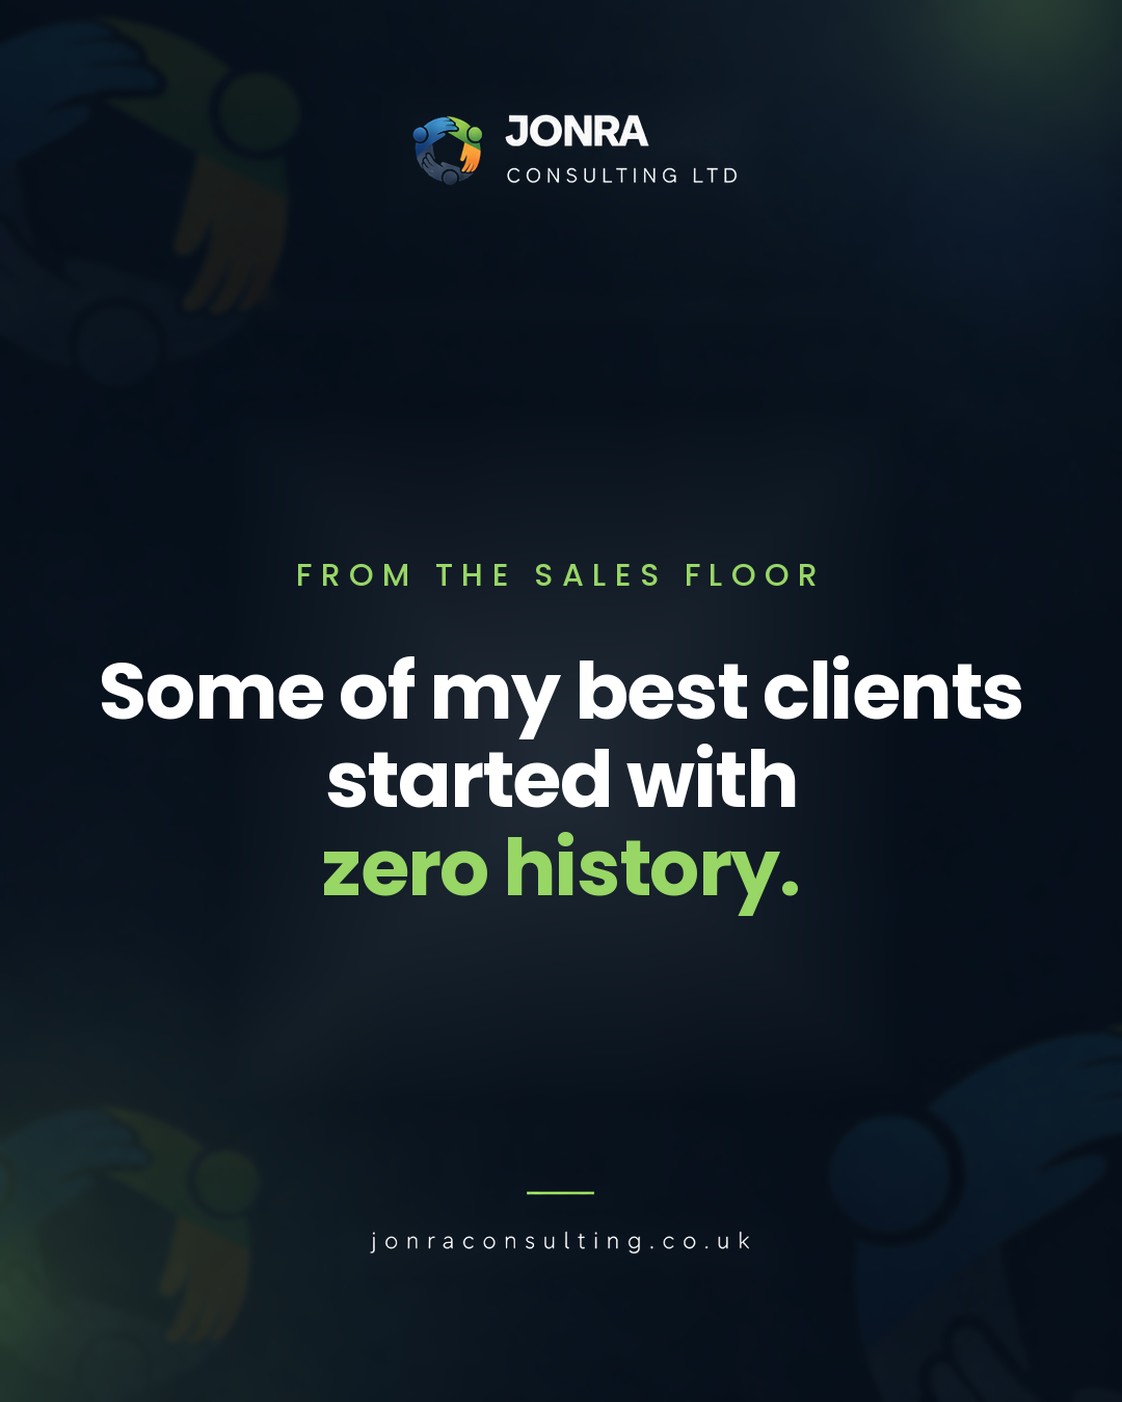 JONRA
CONSULTING LTD
FROM THE SALES FLOOR
Some of my best clients
started with
zero history.
jonraconsulting.co.uk